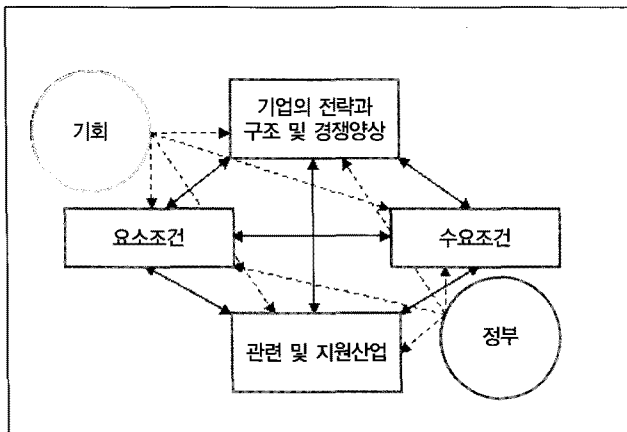 기업의 전략과
구조 및 경쟁양상
기회
요소조건
수요조건
관련 및 지원산업
정부